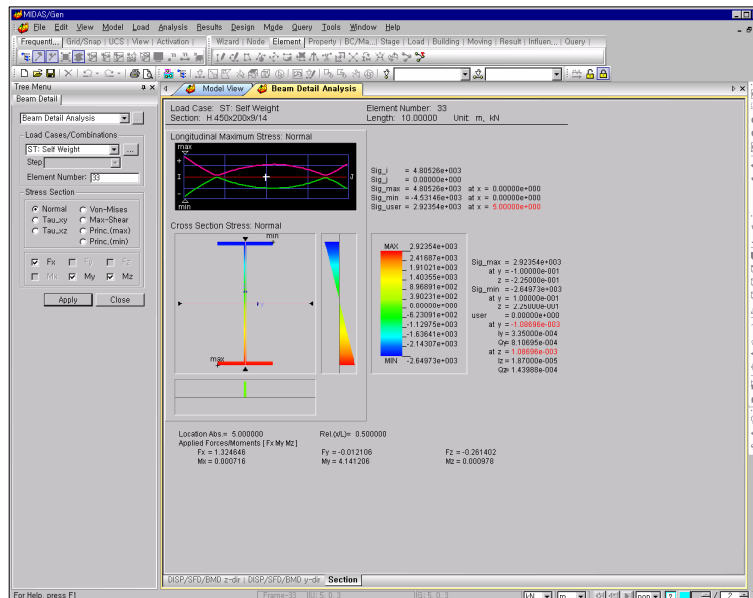 MIDAS/Gen
File Edit View Model Load Analysis Results Design Mode Query Tools Window Help
Frequentl... Grid/Snap | UCS | View | Activation | Wizard | Node Element Property | BC/Ma... | Stage | Load | Building | Moving | Result | Influen... | Query |
Tree Menu
Model View
Beam Detail Analysis
Beam Detail
Beam Detail Analysis
Load Cases/Combinations
ST: Self Weight
Step
Element Number: 33
Stress Section
Normal Von-Mises
Tau_xy Max-Shear
Tau_xz Princ,(max)
Princ,(min)
Fx Fy Fz
Mx My Mz
Apply Close
Load Case: ST: Self Weight Element Number: 33
Section: H 450x200x9/14 Length: 10.00000 Unit: m, kN
Longitudinal Maximum Stress: Normal
max
+
I J
-
min
Sig_i = 4.80526e+003
Sig_j = 0.00000e+000
Sig_max = 4.80526e+003 at x = 0.00000e+000
Sig_min = -4.53146e+003 at x = 0.00000e+000
Sig_user = 2.92354e+003 at x = 5.00000e+000
Cross Section Stress: Normal
min
y
max
MAX 2.92354e+003
2.41687e+003
1.91021e+003
1.40355e+003
8.96891e+002
3.90231e+002
0.00000e+000
-6.23091e+002
-1.12975e+003
-1.63641e+003
-2.14307e+003
MIN -2.64973e+003
Sig_max = 2.92354e+003
at y = -1.00000e-001
z = -2.25000e-001
Sig_min = -2.64973e+003
at y = 1.00000e-001
z = 2.25000e-001
user = 0.00000e+000
at y = -1.08696e-003
Iy = 3.35000e-004
Qy = 8.10695e-004
at z = 1.08696e-003
Iz = 1.87000e-005
Qz = 1.43988e-004
Location Abs.= 5.000000 Rel.(x/L)= 0.500000
Applied Forces/Moments [ Fx My Mz ]
Fx = 1.324646 Fy = -0.012106 Fz = -0.261402
Mx = 0.000716 My = 4.141206 Mz = 0.000978
DISP/SFD/BMD z-dir | DISP/SFD/BMD y-dir Section
For Help, press F1 Frame-33 U: 5, 0, 3 G: 5, 0, 3 kN m non ? / 2